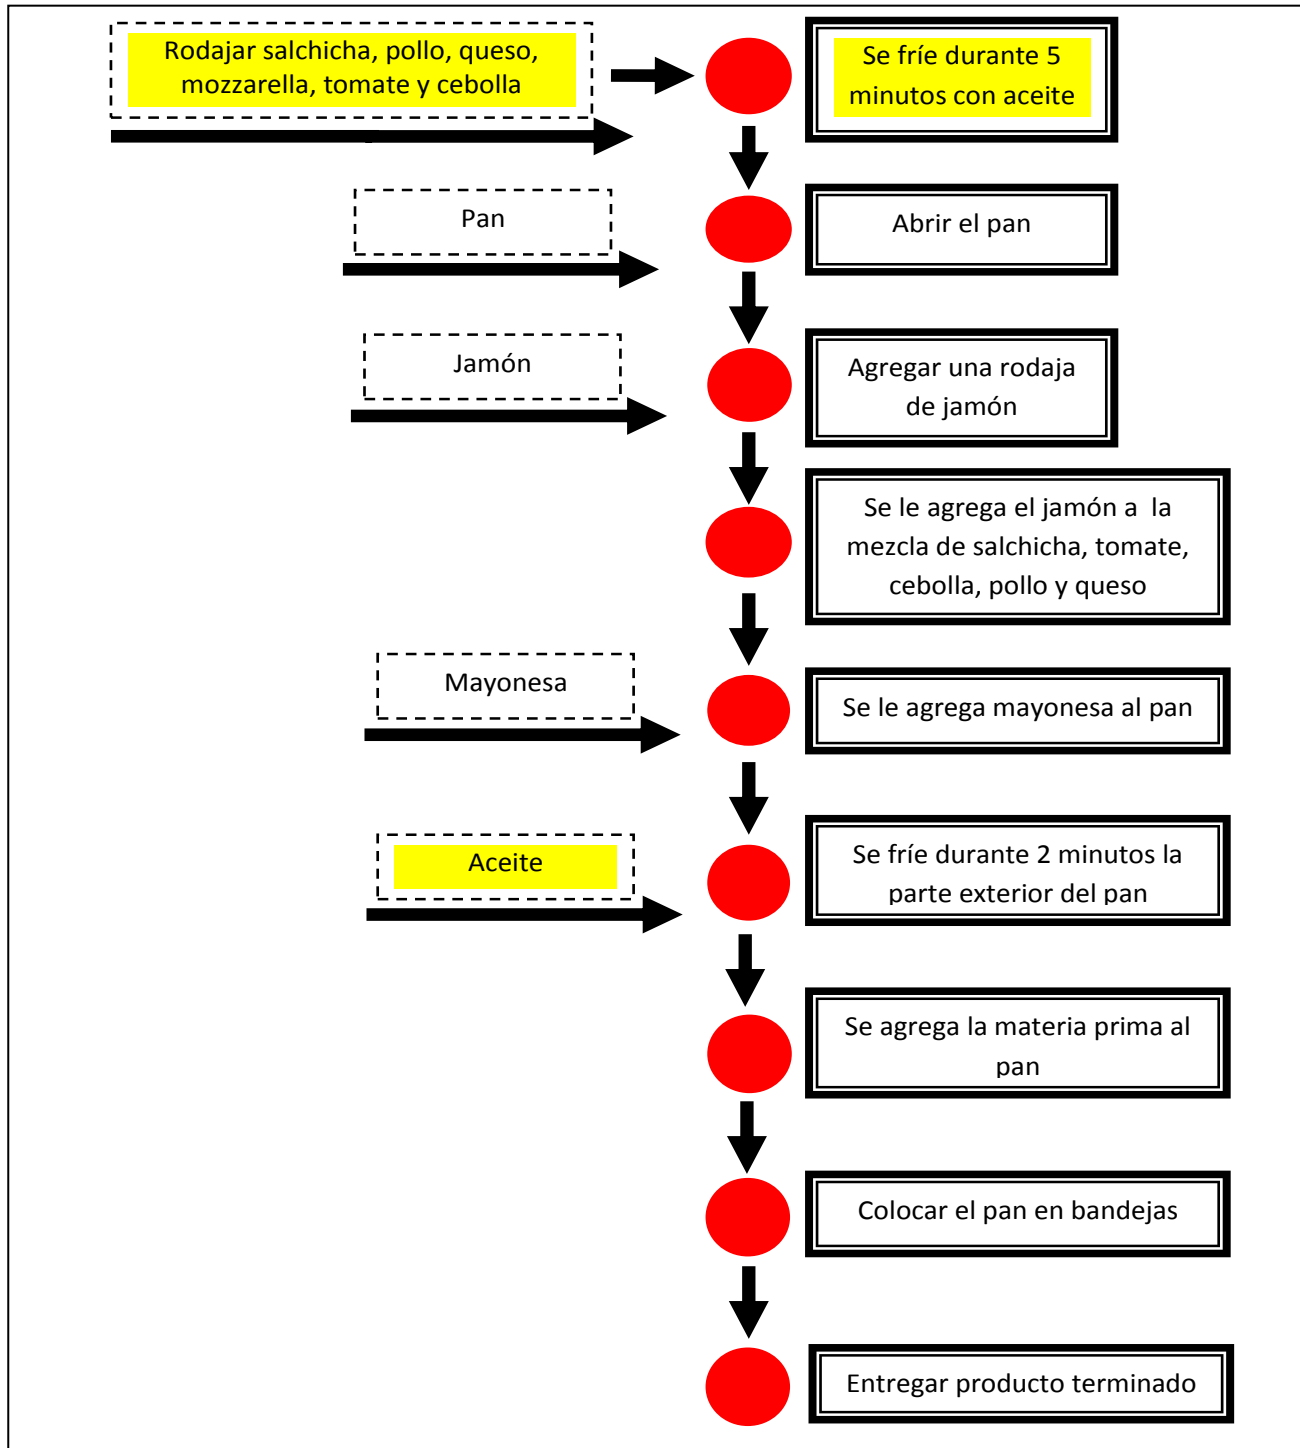 Rodajar salchicha, pollo, queso,
mozzarella, tomate y cebolla
Se fríe durante 5
minutos con aceite
Pan
Abrir el pan
Jamón
Agregar una rodaja
de jamón
Se le agrega el jamón a la
mezcla de salchicha, tomate,
cebolla, pollo y queso
Mayonesa
Se le agrega mayonesa al pan
Aceite
Se fríe durante 2 minutos la
parte exterior del pan
Se agrega la materia prima al
pan
Colocar el pan en bandejas
Entregar producto terminado